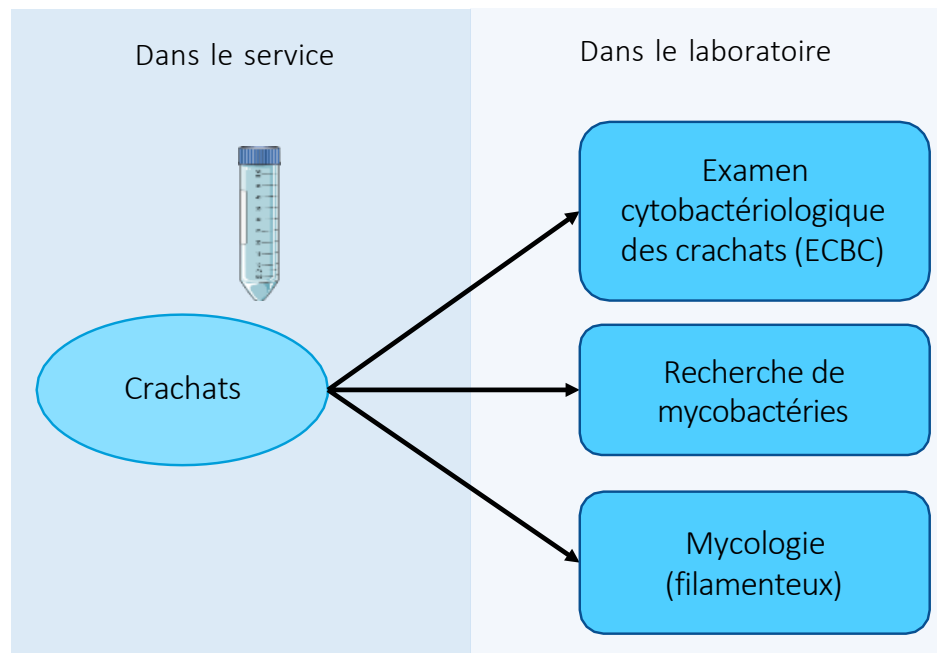 Dans le service
Dans le laboratoire
Crachats
Examen
cytobactériologique
des crachats (ECBC)
Recherche de
mycobactéries
Mycologie
(filamenteux)